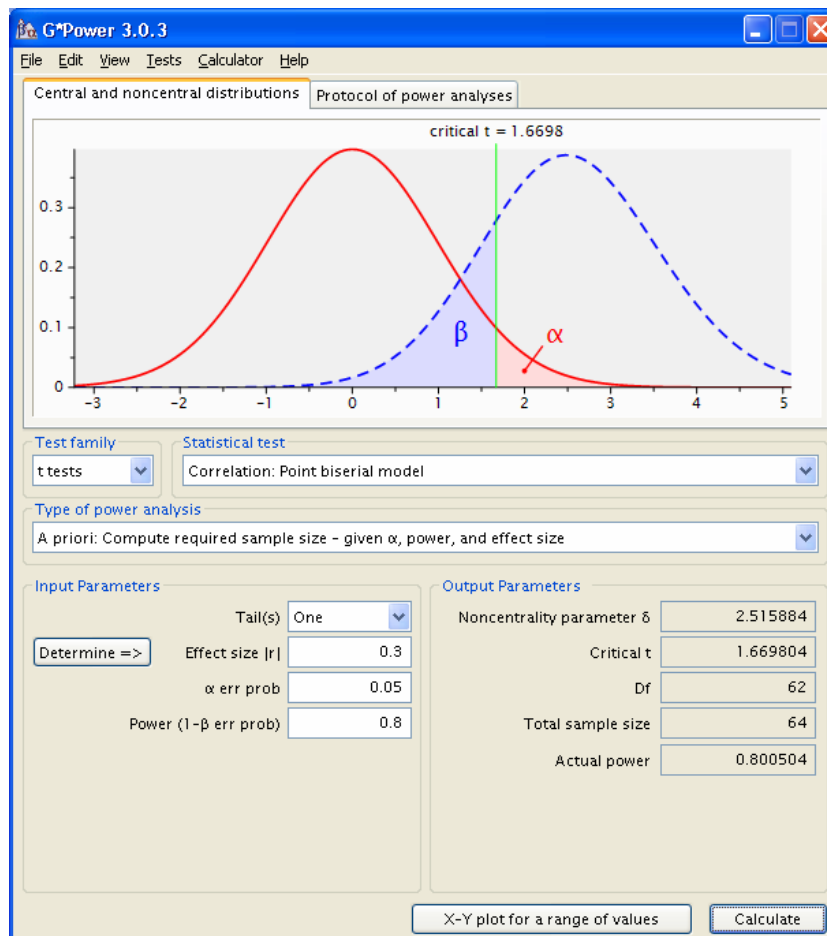 G*Power 3.0.3
File Edit View Tests Calculator Help
Central and noncentral distributions Protocol of power analyses
critical t = 1.6698
0.3
0.2
0.1
0
β
α
-3 -2 -1 0 1 2 3 4 5
Test family Statistical test
t tests Correlation: Point biserial model
Type of power analysis
A priori: Compute required sample size - given α, power, and effect size
Input Parameters Output Parameters
Tail(s) One Noncentrality parameter δ 2.515884
Determine => Effect size |r| 0.3 Critical t 1.669804
α err prob 0.05 Df 62
Power (1-β err prob) 0.8 Total sample size 64
Actual power 0.800504
X-Y plot for a range of values Calculate